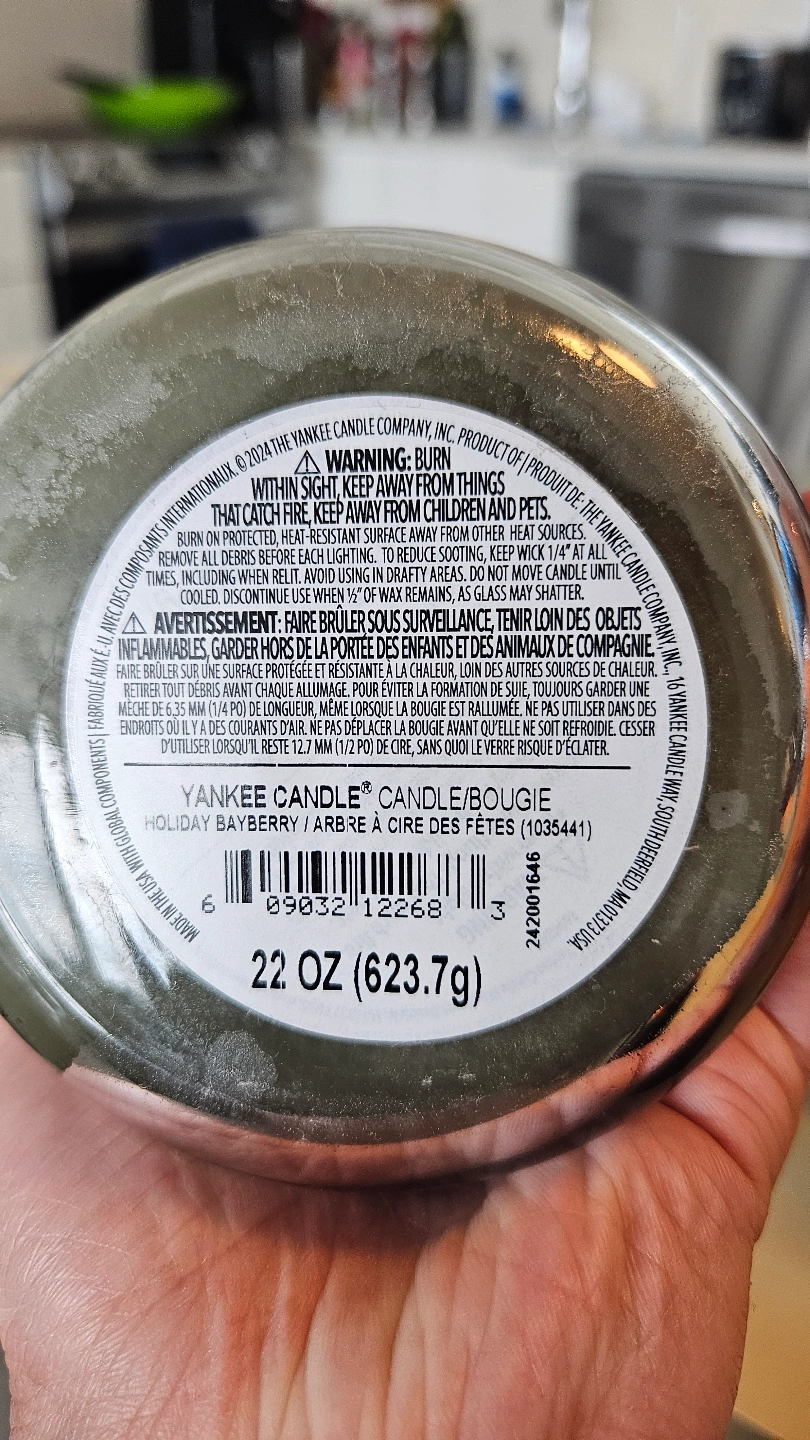 MADE IN THE USA WITH GLOBAL COMPONENTS | FABRIQUÉ AUX É.-U. AVEC DES COMPOSANTS INTERNATIONAUX. © 2024 THE YANKEE CANDLE COMPANY, INC. PRODUCT OF / PRODUIT DE: THE YANKEE CANDLE COMPANY, INC., 16 YANKEE CANDLE WAY, SOUTH DEERFIELD, MA 01373 USA.
⚠ WARNING: BURN
WITHIN SIGHT, KEEP AWAY FROM THINGS
THAT CATCH FIRE, KEEP AWAY FROM CHILDREN AND PETS.
BURN ON PROTECTED, HEAT-RESISTANT SURFACE AWAY FROM OTHER HEAT SOURCES.
REMOVE ALL DEBRIS BEFORE EACH LIGHTING. TO REDUCE SOOTING, KEEP WICK 1/4" AT ALL
TIMES, INCLUDING WHEN RELIT. AVOID USING IN DRAFTY AREAS. DO NOT MOVE CANDLE UNTIL
COOLED. DISCONTINUE USE WHEN ½" OF WAX REMAINS, AS GLASS MAY SHATTER.
⚠ AVERTISSEMENT: FAIRE BRÛLER SOUS SURVEILLANCE, TENIR LOIN DES OBJETS
INFLAMMABLES, GARDER HORS DE LA PORTÉE DES ENFANTS ET DES ANIMAUX DE COMPAGNIE.
FAIRE BRÛLER SUR UNE SURFACE PROTÉGÉE ET RÉSISTANTE À LA CHALEUR, LOIN DES AUTRES SOURCES DE CHALEUR.
RETIRER TOUT DÉBRIS AVANT CHAQUE ALLUMAGE. POUR ÉVITER LA FORMATION DE SUIE, TOUJOURS GARDER UNE
MÈCHE DE 6,35 MM (1/4 PO) DE LONGUEUR, MÊME LORSQUE LA BOUGIE EST RALLUMÉE. NE PAS UTILISER DANS DES
ENDROITS OÙ IL Y A DES COURANTS D'AIR. NE PAS DÉPLACER LA BOUGIE AVANT QU'ELLE NE SOIT REFROIDIE. CESSER
D'UTILISER LORSQU'IL RESTE 12.7 MM (1/2 PO) DE CIRE, SANS QUOI LE VERRE RISQUE D'ÉCLATER.
YANKEE CANDLE® CANDLE/BOUGIE
HOLIDAY BAYBERRY / ARBRE À CIRE DES FÊTES (1035441)
6 09032 12268 3
242001646
22 OZ (623.7g)